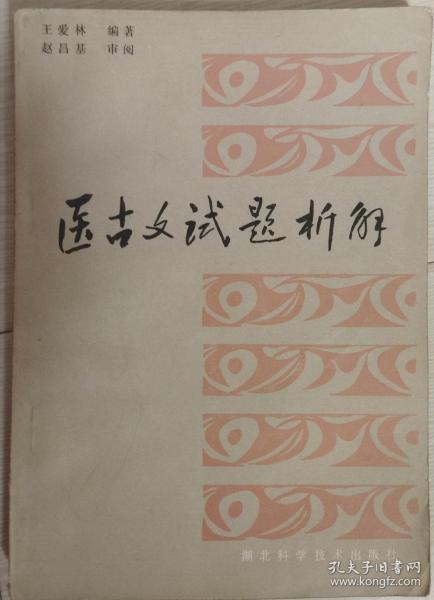 王爱林 编著
赵昌基 审阅
医古文试题析解
湖北科学技术出版社
孔夫子旧书网
www.kongfz.com